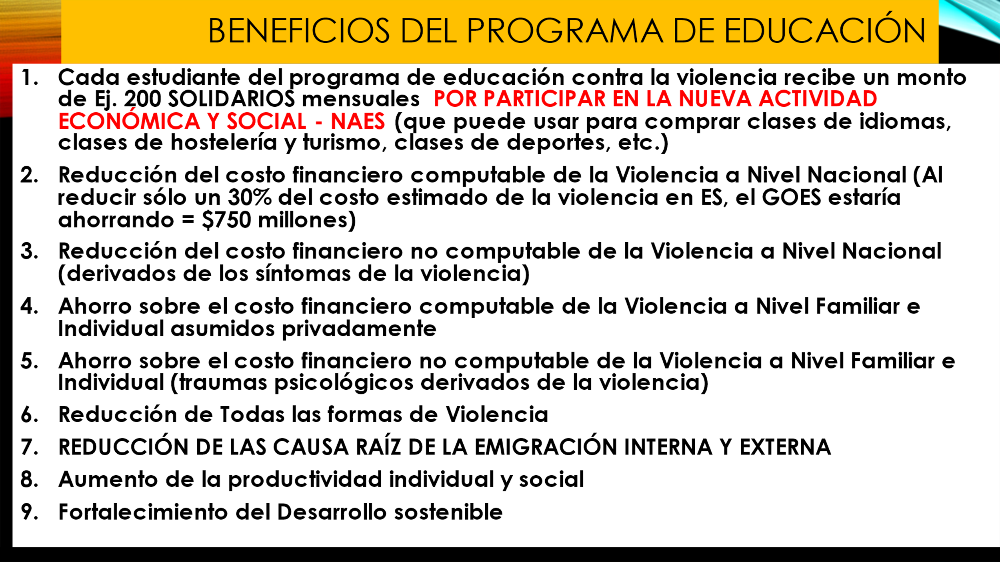 BENEFICIOS DEL PROGRAMA DE EDUCACIÓN
1. Cada estudiante del programa de educación contra la violencia recibe un monto
de Ej. 200 SOLIDARIOS mensuales POR PARTICIPAR EN LA NUEVA ACTIVIDAD
ECONÓMICA Y SOCIAL - NAES (que puede usar para comprar clases de idiomas,
clases de hostelería y turismo, clases de deportes, etc.)
2. Reducción del costo financiero computable de la Violencia a Nivel Nacional (Al
reducir sólo un 30% del costo estimado de la violencia en ES, el GOES estaría
ahorrando = $750 millones)
3. Reducción del costo financiero no computable de la Violencia a Nivel Nacional
(derivados de los síntomas de la violencia)
4. Ahorro sobre el costo financiero computable de la Violencia a Nivel Familiar e
Individual asumidos privadamente
5. Ahorro sobre el costo financiero no computable de la Violencia a Nivel Familiar e
Individual (traumas psicológicos derivados de la violencia)
6. Reducción de Todas las formas de Violencia
7. REDUCCIÓN DE LAS CAUSA RAÍZ DE LA EMIGRACIÓN INTERNA Y EXTERNA
8. Aumento de la productividad individual y social
9. Fortalecimiento del Desarrollo sostenible